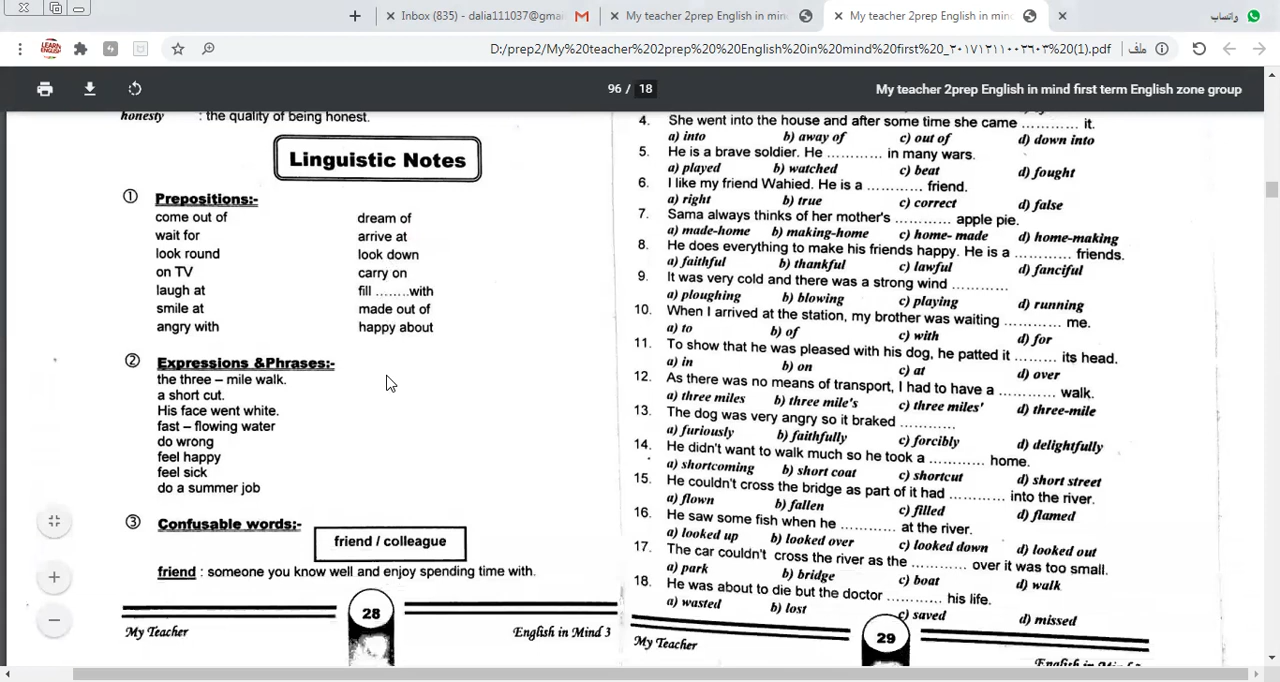 Inbox (835) - dalia111037@gma
My teacher 2prep English in mind
My teacher 2prep English in mind
واتساب
LEARN ENGLISH
D:/prep2/My%20teacher%202prep%20%20English%20in%20mind%20first%20_٢٠١٧١٢١١٠٠٢٦٠٣%20(1).pdf
ملف
96 / 18
My teacher 2prep English in mind first term English zone group
honesty : the quality of being honest.
Linguistic Notes
① Prepositions:-
come out of dream of
wait for arrive at
look round look down
on TV carry on
laugh at fill ........with
smile at made out of
angry with happy about
② Expressions &Phrases:-
the three – mile walk.
a short cut.
His face went white.
fast – flowing water
do wrong
feel happy
feel sick
do a summer job
③ Confusable words:-
friend / colleague
friend : someone you know well and enjoy spending time with.
28
My Teacher English in Mind 3
4. She went into the house and after some time she came ............ it.
a) into b) away of c) out of d) down into
5. He is a brave soldier. He ............ in many wars.
a) played b) watched c) beat d) fought
6. I like my friend Wahied. He is a ............ friend.
a) right b) true c) correct d) false
7. Sama always thinks of her mother's ............ apple pie.
a) made-home b) making-home c) home- made d) home-making
8. He does everything to make his friends happy. He is a ............ friends.
a) faithful b) thankful c) lawful d) fanciful
9. It was very cold and there was a strong wind ............
a) ploughing b) blowing c) playing d) running
10. When I arrived at the station, my brother was waiting ............ me.
a) to b) of c) with d) for
11. To show that he was pleased with his dog, he patted it ......... its head.
a) in b) on c) at d) over
12. As there was no means of transport, I had to have a ............ walk.
a) three miles b) three mile's c) three miles' d) three-mile
13. The dog was very angry so it braked ............
a) furiously b) faithfully c) forcibly d) delightfully
14. He didn't want to walk much so he took a ............ home.
a) shortcoming b) short coat c) shortcut d) short street
15. He couldn't cross the bridge as part of it had ............ into the river.
a) flown b) fallen c) filled d) flamed
16. He saw some fish when he ............ at the river.
a) looked up b) looked over c) looked down d) looked out
17. The car couldn't cross the river as the ............ over it was too small.
a) park b) bridge c) boat d) walk
18. He was about to die but the doctor ............ his life.
a) wasted b) lost c) saved d) missed
29
My Teacher